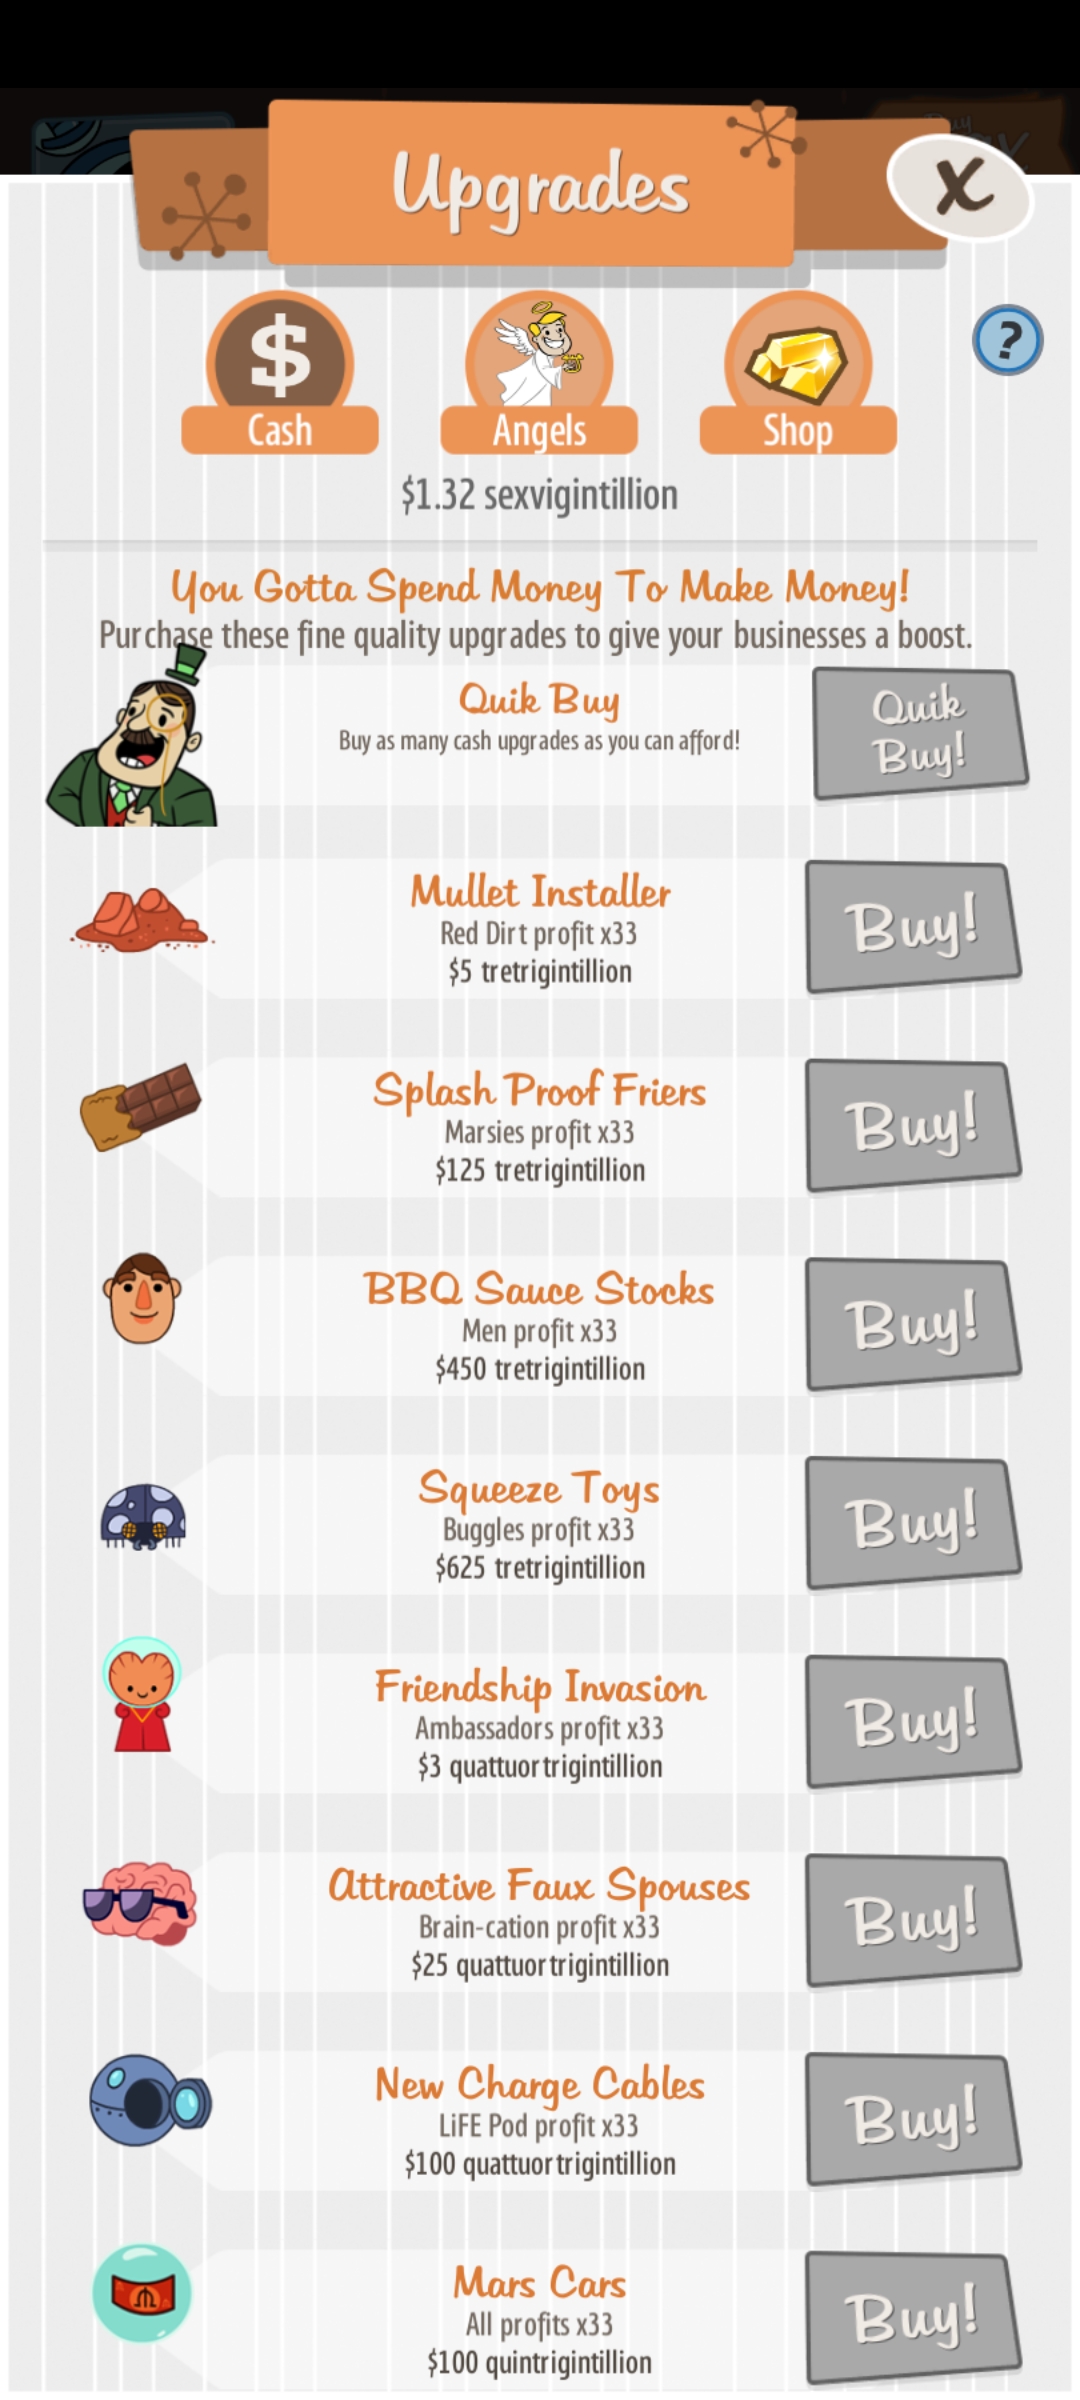 Upgrades
X
?
$
Cash
Angels
Shop
$1.32 sexvigintillion
You Gotta Spend Money To Make Money!
Purchase these fine quality upgrades to give your businesses a boost.
Quik Buy
Buy as many cash upgrades as you can afford!
Quik
Buy!
Mullet Installer
Red Dirt profit x33
$5 tretrigintillion
Buy!
Splash Proof Friers
Marsies profit x33
$125 tretrigintillion
Buy!
BBQ Sauce Stocks
Men profit x33
$450 tretrigintillion
Buy!
Squeeze Toys
Buggles profit x33
$625 tretrigintillion
Buy!
Friendship Invasion
Ambassadors profit x33
$3 quattuortrigintillion
Buy!
Attractive Faux Spouses
Brain-cation profit x33
$25 quattuortrigintillion
Buy!
New Charge Cables
LiFE Pod profit x33
$100 quattuortrigintillion
Buy!
Mars Cars
All profits x33
$100 quintrigintillion
Buy!